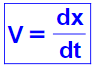 V = dx/dt